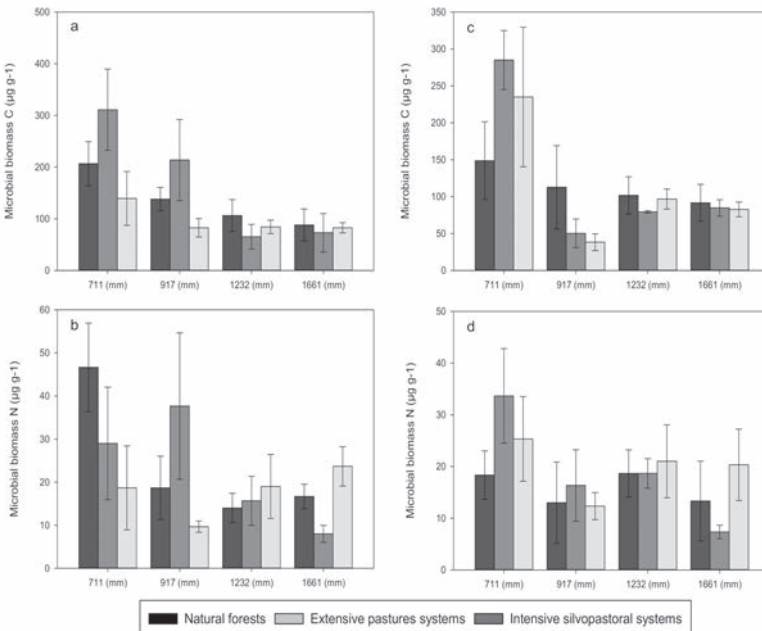 a
Microbial biomass C (µg g-1)
500
400
300
200
100
0
711 (mm) 917 (mm) 1232 (mm) 1661 (mm)
c
Microbial biomass C (µg g-1)
350
300
250
200
150
100
50
0
711 (mm) 917 (mm) 1232 (mm) 1661 (mm)
b
Microbial biomass N (µg g-1)
60
50
40
30
20
10
0
711 (mm) 917 (mm) 1232 (mm) 1661 (mm)
d
Microbial biomass N (µg g-1)
50
40
30
20
10
0
711 (mm) 917 (mm) 1232 (mm) 1661 (mm)
Natural forests Extensive pastures systems Intensive silvopastoral systems